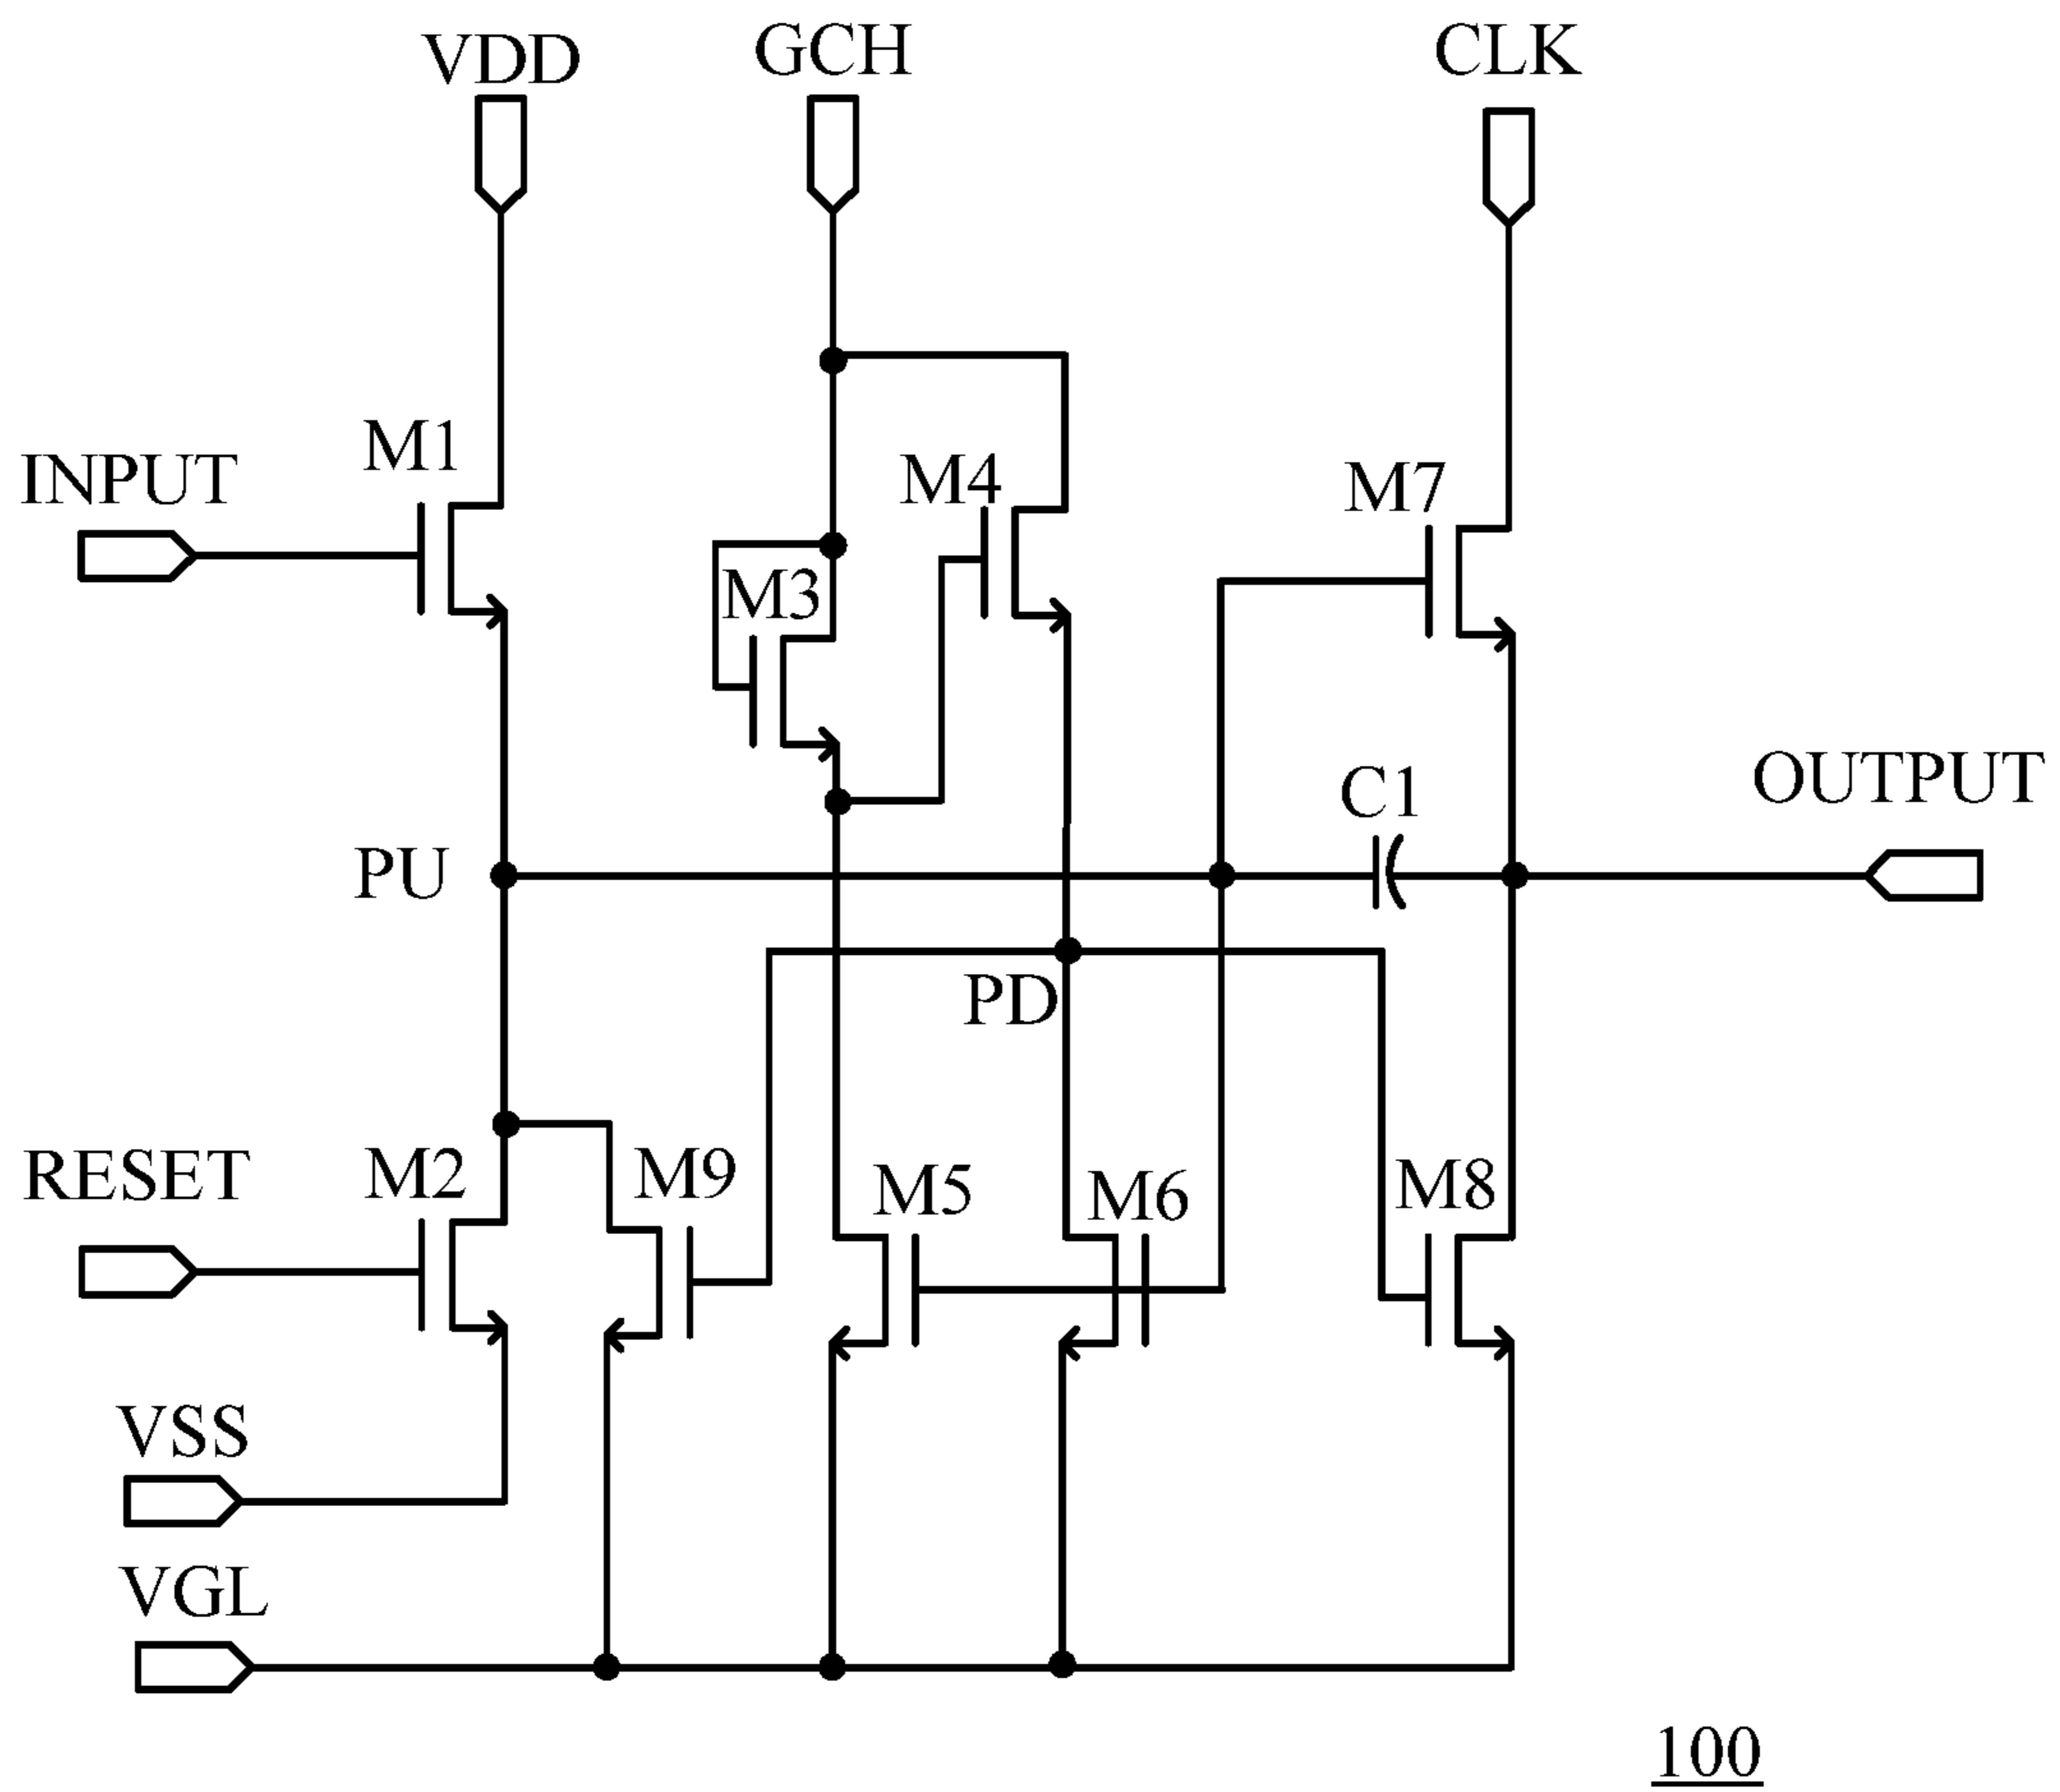 VDD
GCH
CLK
M1
INPUT
M4
M7
M3
C1
OUTPUT
PU
PD
RESET
M2
M9
M5
M6
M8
VSS
VGL
100